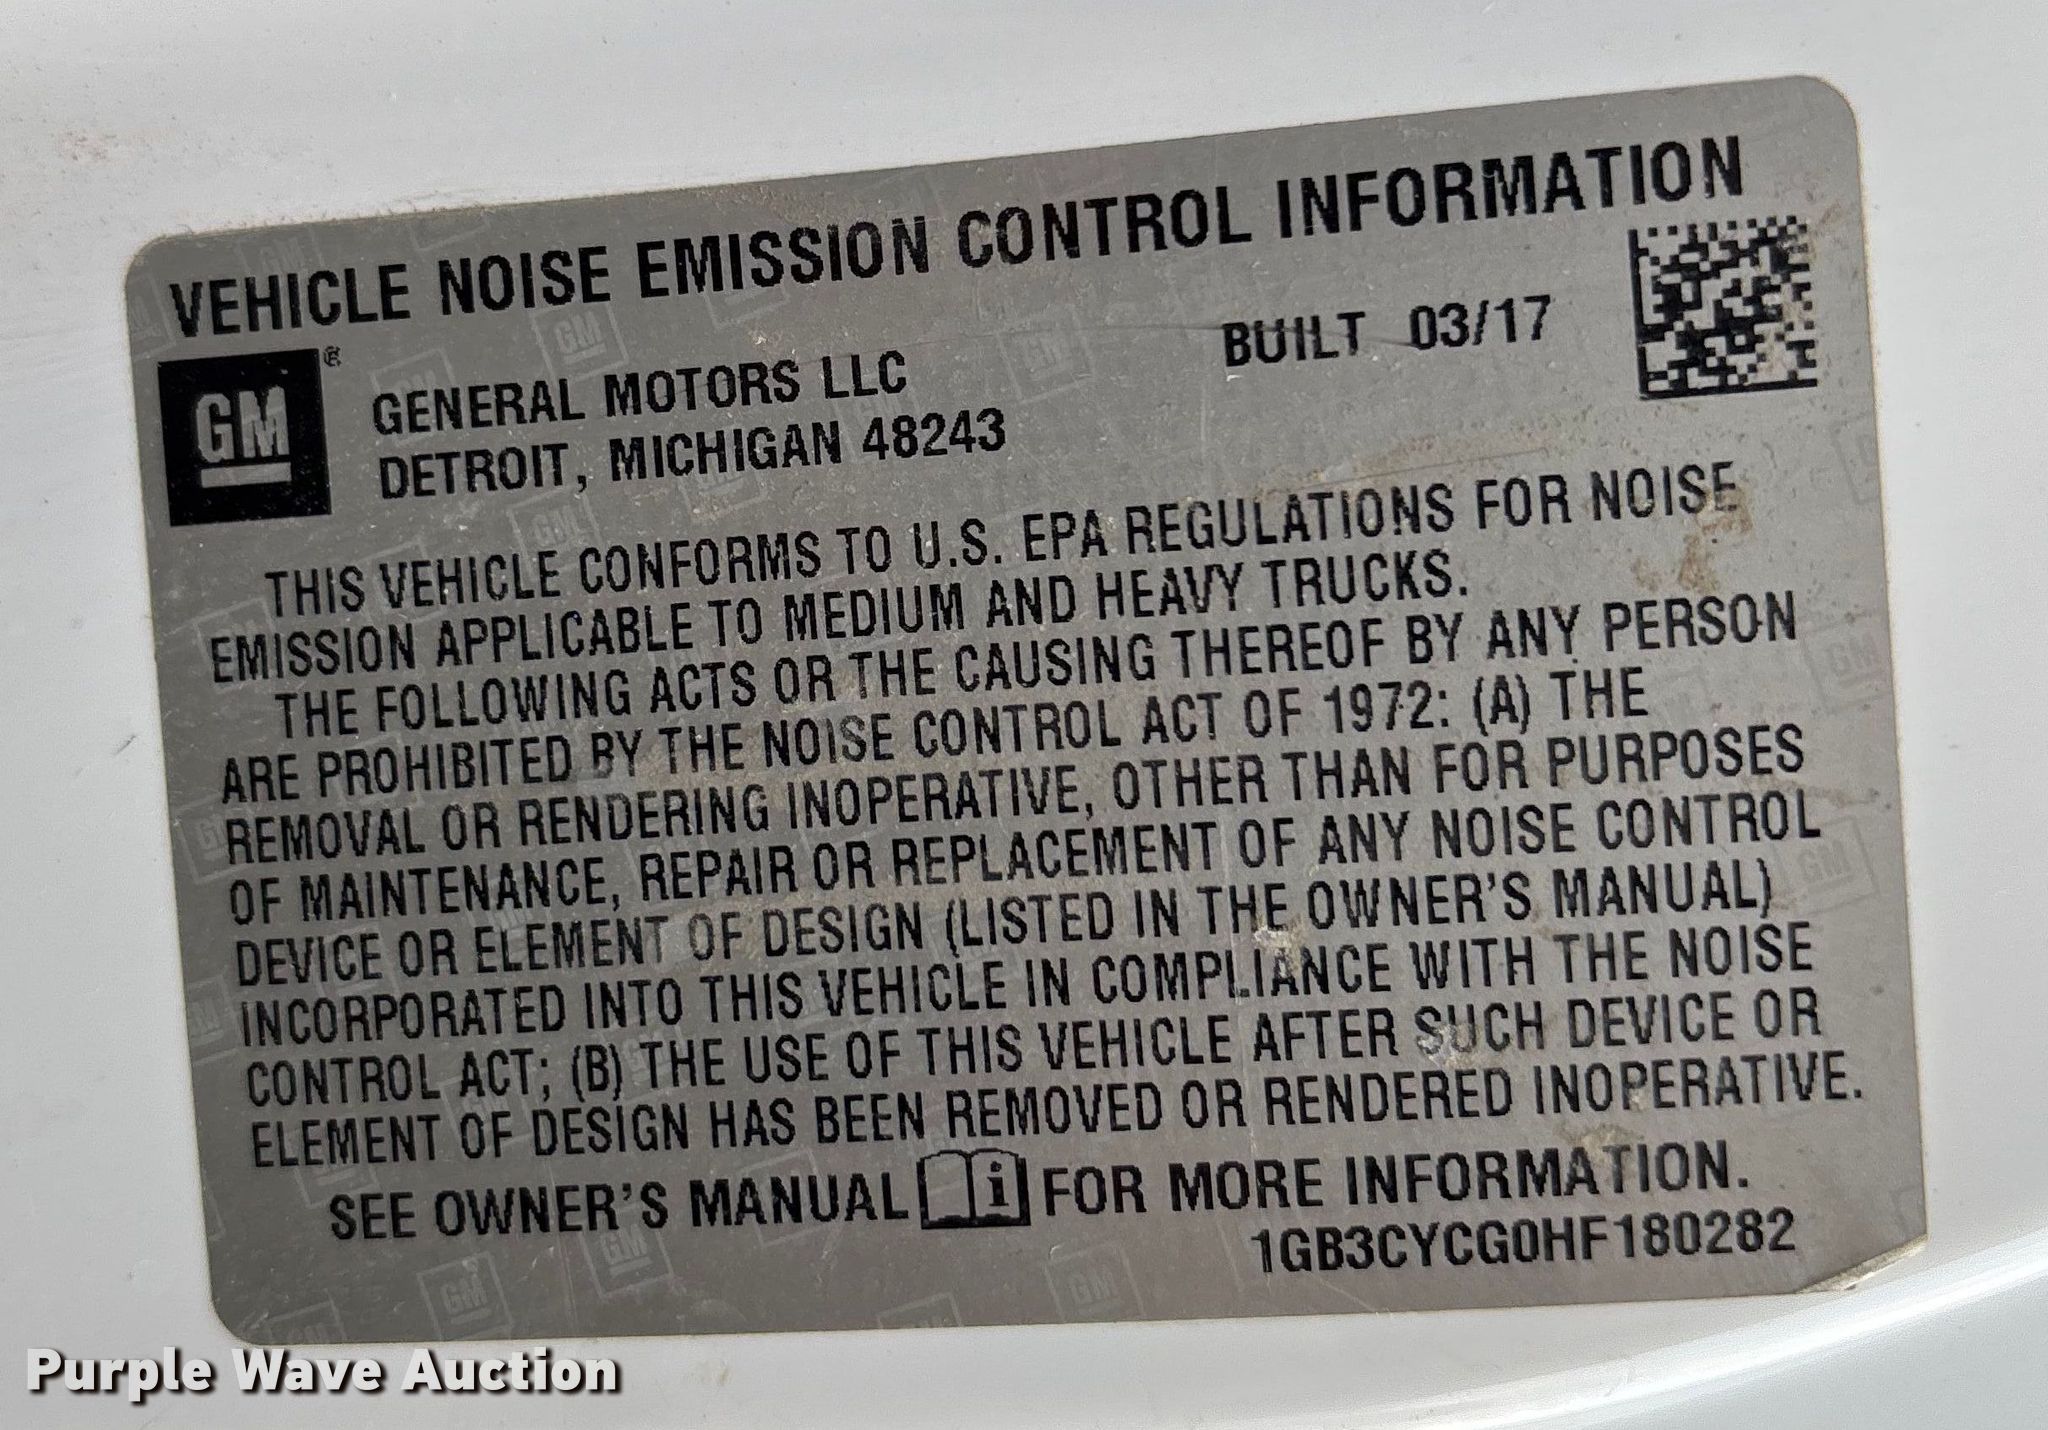 VEHICLE NOISE EMISSION CONTROL INFORMATION
GM ®
GENERAL MOTORS LLC
DETROIT, MICHIGAN 48243
BUILT 03/17
THIS VEHICLE CONFORMS TO U.S. EPA REGULATIONS FOR NOISE
EMISSION APPLICABLE TO MEDIUM AND HEAVY TRUCKS.
THE FOLLOWING ACTS OR THE CAUSING THEREOF BY ANY PERSON
ARE PROHIBITED BY THE NOISE CONTROL ACT OF 1972: (A) THE
REMOVAL OR RENDERING INOPERATIVE, OTHER THAN FOR PURPOSES
OF MAINTENANCE, REPAIR OR REPLACEMENT OF ANY NOISE CONTROL
DEVICE OR ELEMENT OF DESIGN (LISTED IN THE OWNER'S MANUAL)
INCORPORATED INTO THIS VEHICLE IN COMPLIANCE WITH THE NOISE
CONTROL ACT; (B) THE USE OF THIS VEHICLE AFTER SUCH DEVICE OR
ELEMENT OF DESIGN HAS BEEN REMOVED OR RENDERED INOPERATIVE.
SEE OWNER'S MANUAL i FOR MORE INFORMATION.
1GB3CYCG0HF180282
Purple Wave Auction